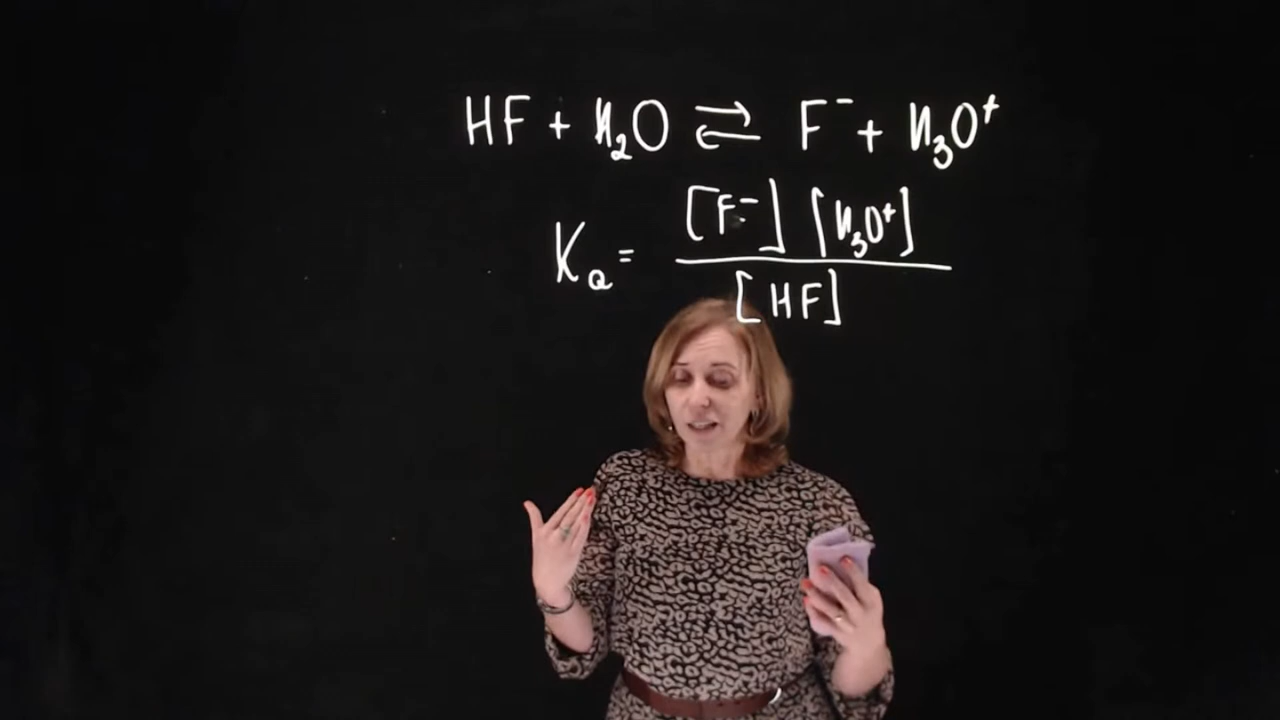 HF + H₂O ⇌ F⁻ + H₃O⁺
Kₐ = [F⁻] [H₃O⁺]
[HF]